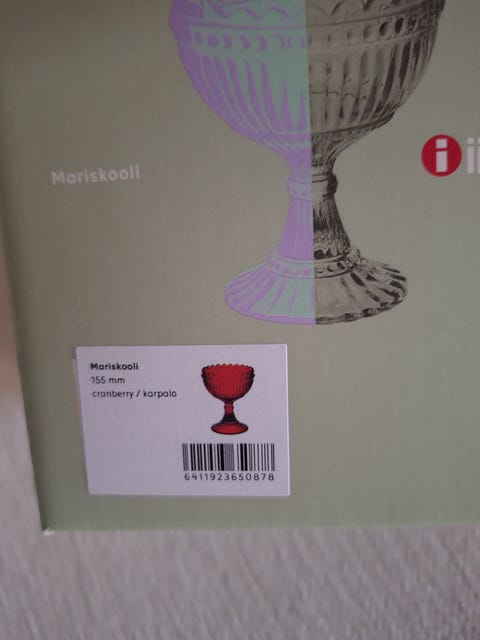 Mariskooli
i
Mariskooli
155 mm
cranberry / karpalo
6411923650878